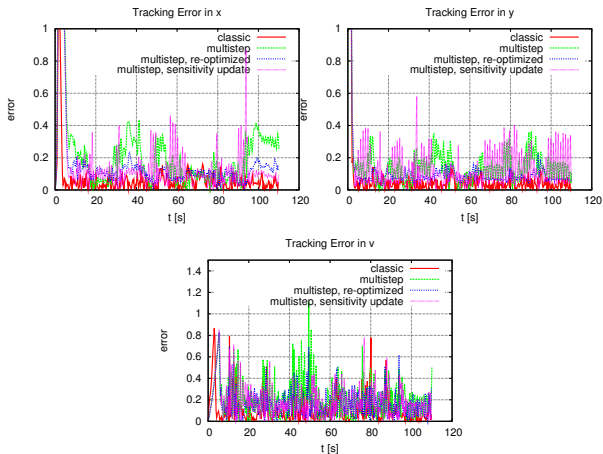 Tracking Error in x
1
0.8
0.6
0.4
0.2
0
error
0 20 40 60 80 100 120
t [s]
classic
multistep
multistep, re-optimized
multistep, sensitivity update
Tracking Error in y
1
0.8
0.6
0.4
0.2
0
error
0 20 40 60 80 100 120
t [s]
classic
multistep
multistep, re-optimized
multistep, sensitivity update
Tracking Error in v
1.4
1.2
1
0.8
0.6
0.4
0.2
0
error
0 20 40 60 80 100 120
t [s]
classic
multistep
multistep, re-optimized
multistep, sensitivity update